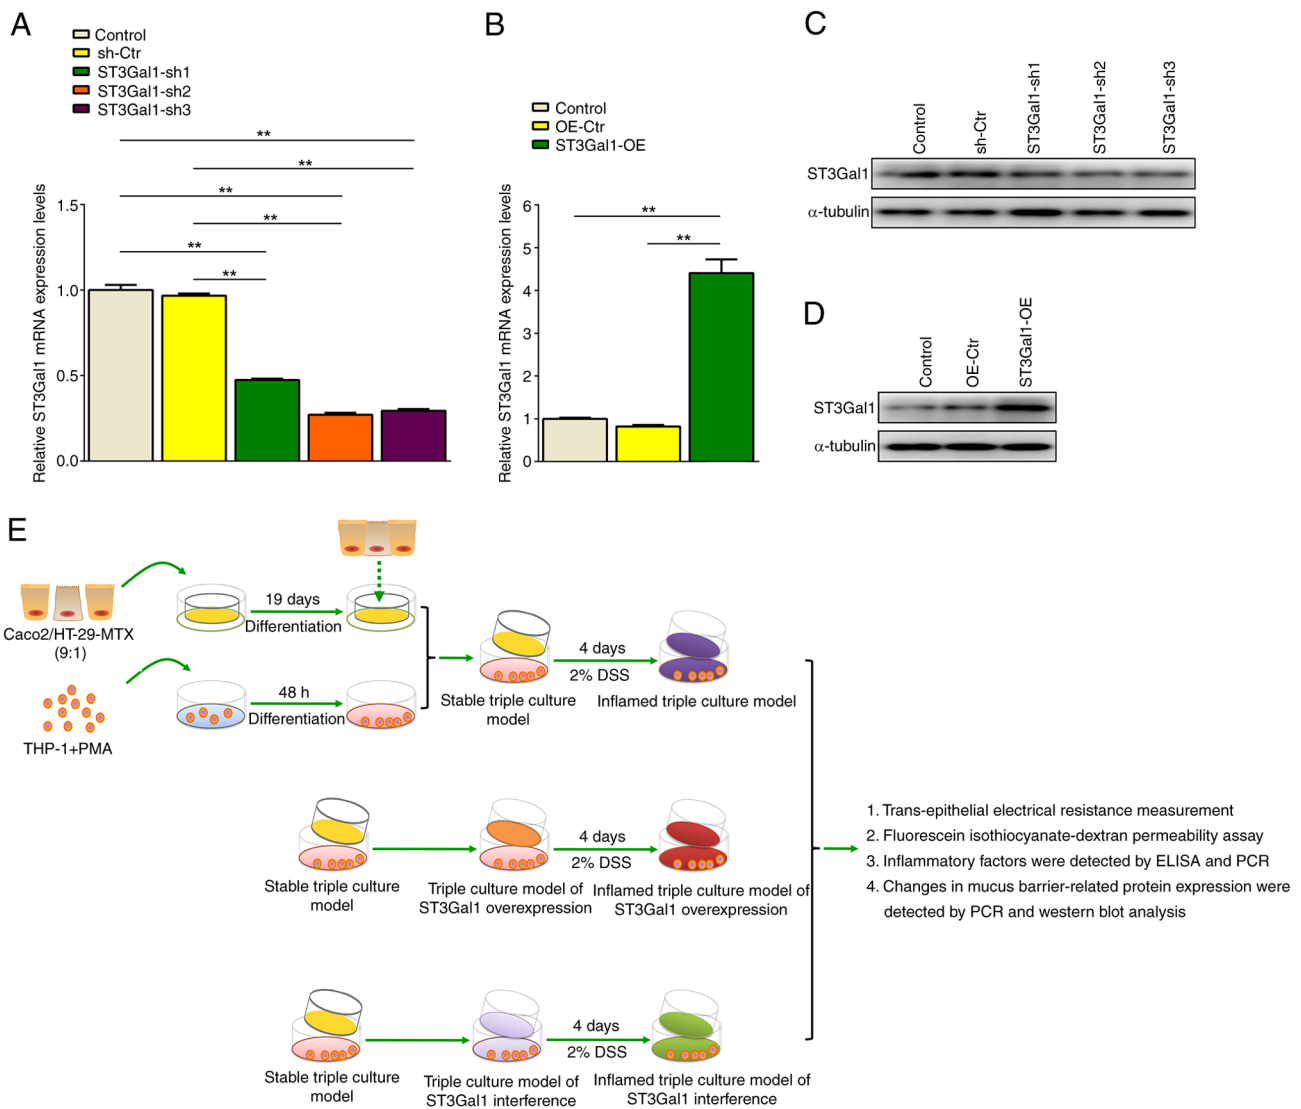 A
Control
sh-Ctr
ST3Gal1-sh1
ST3Gal1-sh2
ST3Gal1-sh3
**
**
**
**
**
**
Relative ST3Gal1 mRNA expression levels
1.5
1.0
0.5
0.0
B
Control
OE-Ctr
ST3Gal1-OE
**
**
Relative ST3Gal1 mRNA expression levels
6
5
4
3
2
1
0
C
Control
sh-Ctr
ST3Gal1-sh1
ST3Gal1-sh2
ST3Gal1-sh3
ST3Gal1
α-tubulin
D
Control
OE-Ctr
ST3Gal1-OE
ST3Gal1
α-tubulin
E
Caco2/HT-29-MTX
(9:1)
19 days
Differentiation
THP-1+PMA
48 h
Differentiation
Stable triple culture
model
4 days
2% DSS
Inflamed triple culture model
Stable triple culture
model
Triple culture model of
ST3Gal1 overexpression
4 days
2% DSS
Inflamed triple culture model of
ST3Gal1 overexpression
Stable triple culture
model
Triple culture model of
ST3Gal1 interference
4 days
2% DSS
Inflamed triple culture model of
ST3Gal1 interference
1. Trans-epithelial electrical resistance measurement
2. Fluorescein isothiocyanate-dextran permeability assay
3. Inflammatory factors were detected by ELISA and PCR
4. Changes in mucus barrier-related protein expression were
detected by PCR and western blot analysis